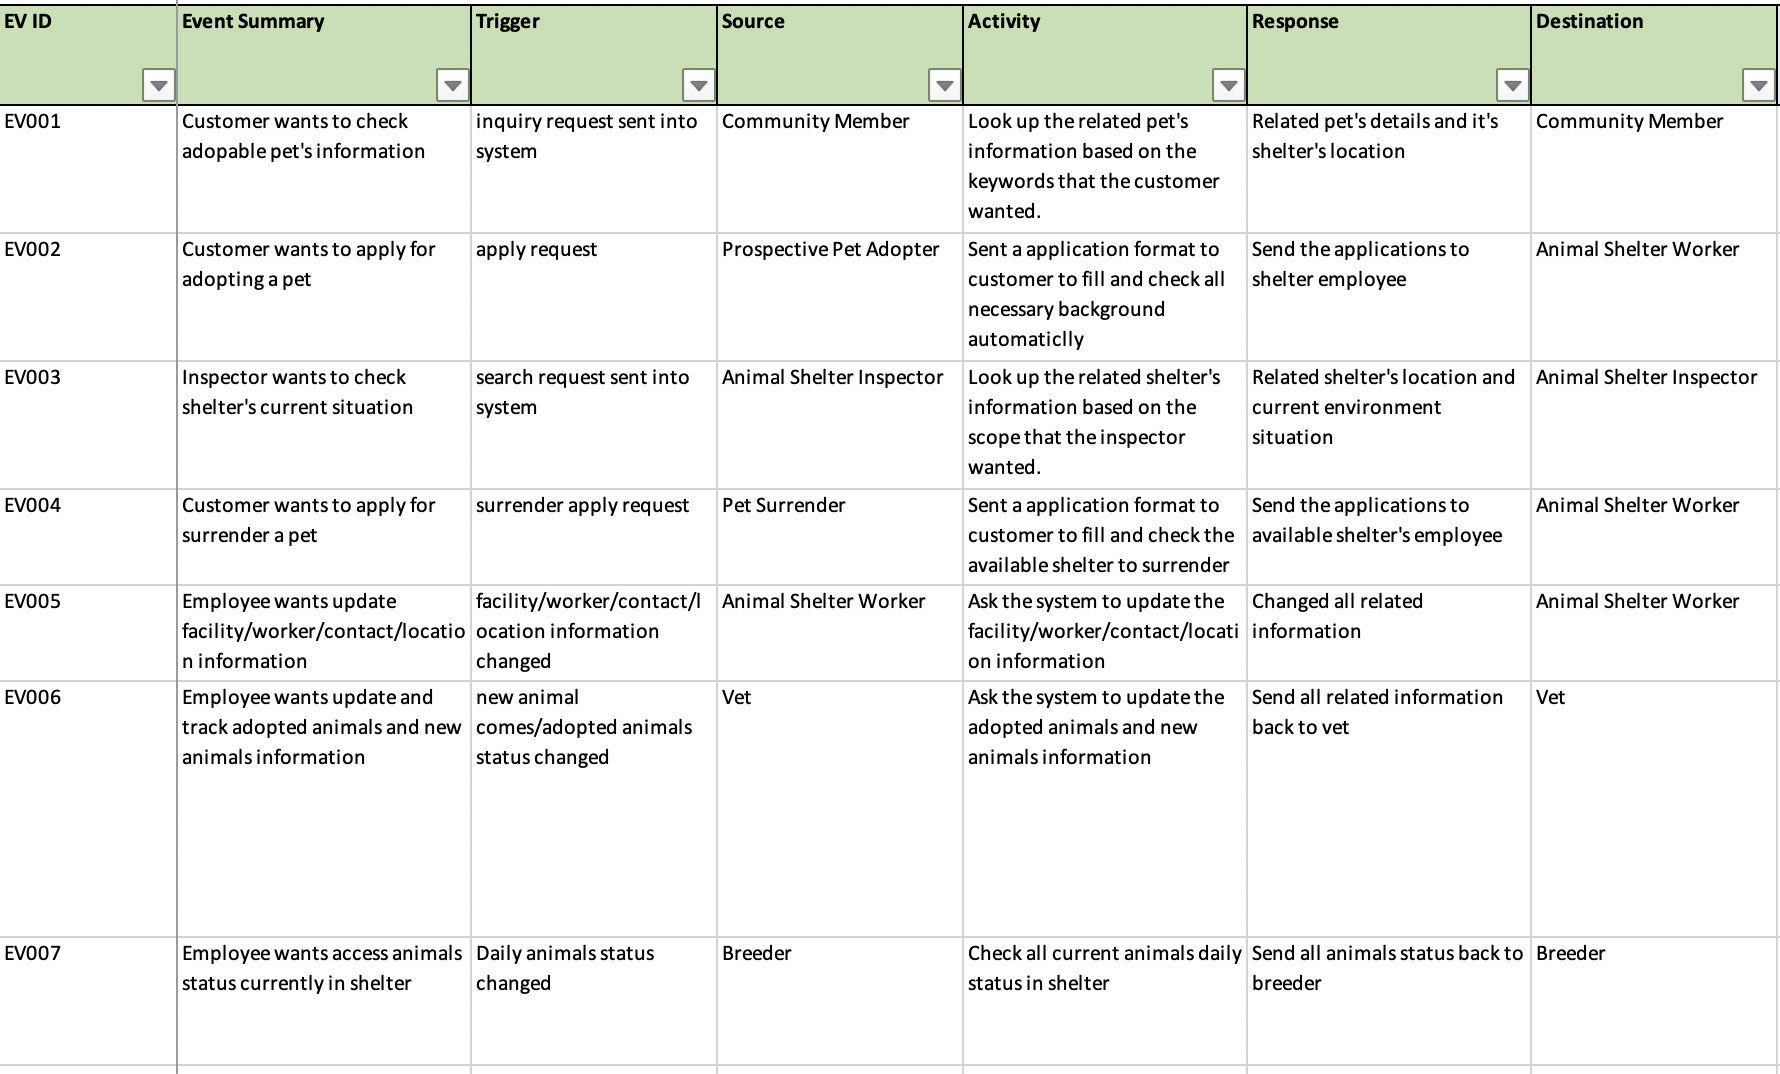 EV ID
Event Summary
Trigger
Source
Activity
Response
Destination
EV001
Customer wants to check
adopable pet's information
inquiry request sent into
system
Community Member
Look up the related pet's
information based on the
keywords that the customer
wanted.
Related pet's details and it's
shelter's location
Community Member
EV002
Customer wants to apply for
adopting a pet
apply request
Prospective Pet Adopter
Sent a application format to
customer to fill and check all
necessary background
automaticlly
Send the applications to
shelter employee
Animal Shelter Worker
EV003
Inspector wants to check
shelter's current situation
search request sent into
system
Animal Shelter Inspector
Look up the related shelter's
information based on the
scope that the inspector
wanted.
Related shelter's location and
current environment
situation
Animal Shelter Inspector
EV004
Customer wants to apply for
surrender a pet
surrender apply request
Pet Surrender
Sent a application format to
customer to fill and check the
available shelter to surrender
Send the applications to
available shelter's employee
Animal Shelter Worker
EV005
Employee wants update
facility/worker/contact/locatio
n information
facility/worker/contact/l
ocation information
changed
Animal Shelter Worker
Ask the system to update the
facility/worker/contact/locati
on information
Changed all related
information
Animal Shelter Worker
EV006
Employee wants update and
track adopted animals and new
animals information
new animal
comes/adopted animals
status changed
Vet
Ask the system to update the
adopted animals and new
animals information
Send all related information
back to vet
Vet
EV007
Employee wants access animals
status currently in shelter
Daily animals status
changed
Breeder
Check all current animals daily
status in shelter
Send all animals status back to
breeder
Breeder